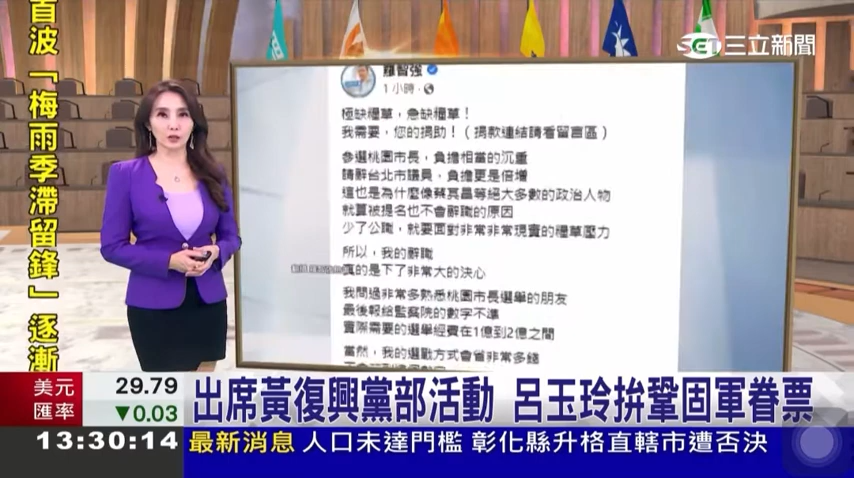 首波「梅雨季滯留鋒」逐漸
SET三立新聞
羅智強
1小時
極缺糧草，急缺糧草！
我需要，您的捐助！（捐款連結請看留言區）
參選桃園市長，負擔相當的沉重
請辭台北市議員，負擔更是倍增
這也是為什麼像蔡其昌等絕大多數的政治人物
就算被提名也不會辭職的原因
少了公職，就要面對非常非常現實的糧草壓力
所以，我的辭職
真的是下了非常大的決心
我問過非常多熟悉桃園市長選舉的朋友
最後報給監察院的數字不準
實際需要的選舉經費在1億到2億之間
當然，我的選戰方式會省非常多錢
美元
匯率
29.79
▼0.03
出席黃復興黨部活動 呂玉玲拚鞏固軍眷票
13:30:14
最新消息 人口未達門檻 彰化縣升格直轄市遭否決